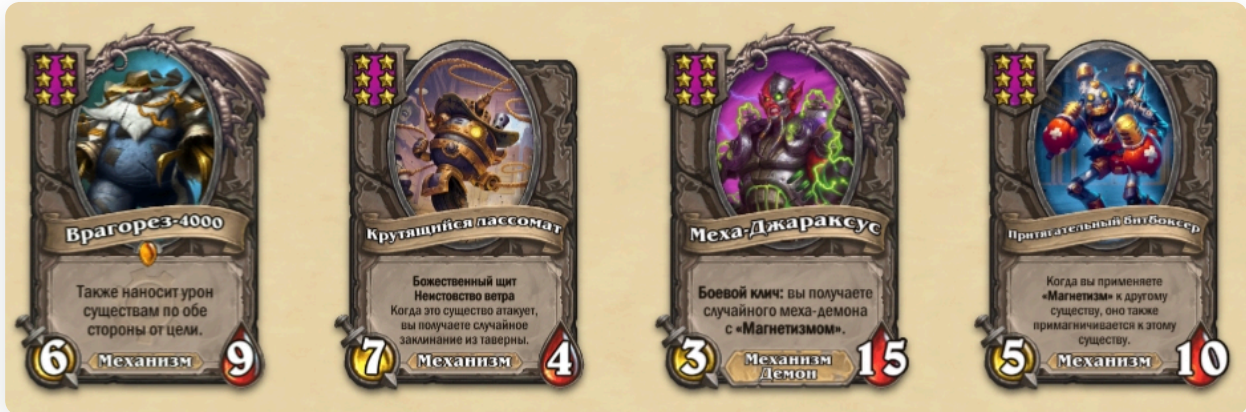 Врагорез-4000
Также наносит урон
существам по обе
стороны от цели.
6
Механизм
9
Крутящийся лассомат
Божественный щит
Неистовство ветра
Когда это существо атакует,
вы получаете случайное
заклинание из таверны.
7
Механизм
4
Меха-Джараксус
Боевой клич: вы получаете
случайного меха-демона
с «Магнетизмом».
3
Механизм
Демон
15
Притягательный битбоксер
Когда вы применяете
«Магнетизм» к другому
существу, оно также
примагничивается к этому
существу.
5
Механизм
10